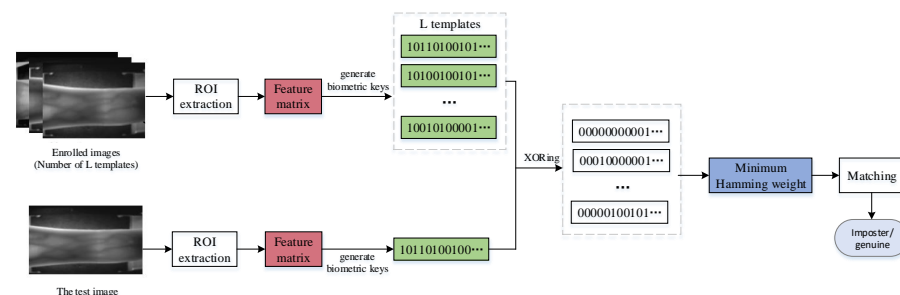 L templates
10110100101···
10100100101···
···
10010100001···
ROI
extraction
Feature
matrix
generate
biometric keys
Enrolled images
(Number of L templates)
XORing
00000000001···
00010000001···
···
00000100101···
Minimum
Hamming weight
Matching
Imposter/
genuine
ROI
extraction
Feature
matrix
generate
biometric keys
10110100100···
The test image